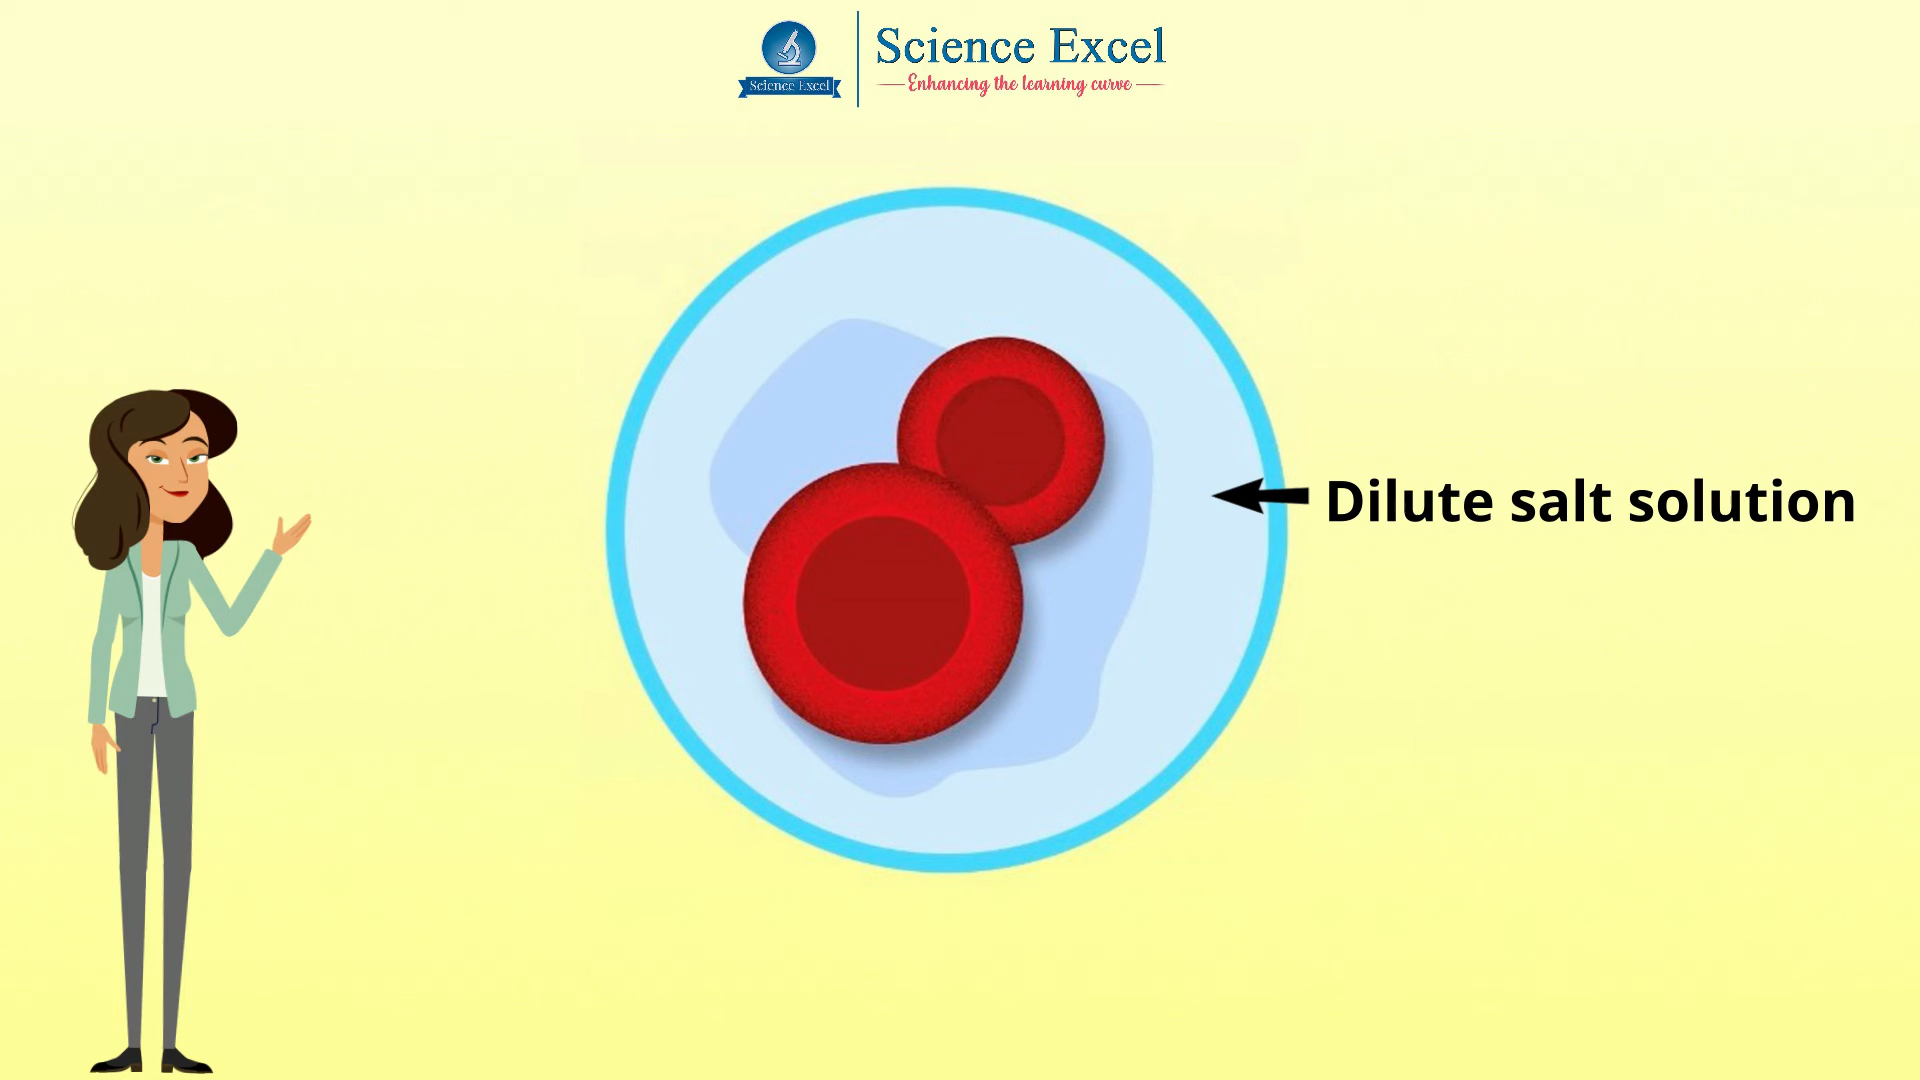 Science Excel
Science Excel
Enhancing the learning curve
Dilute salt solution